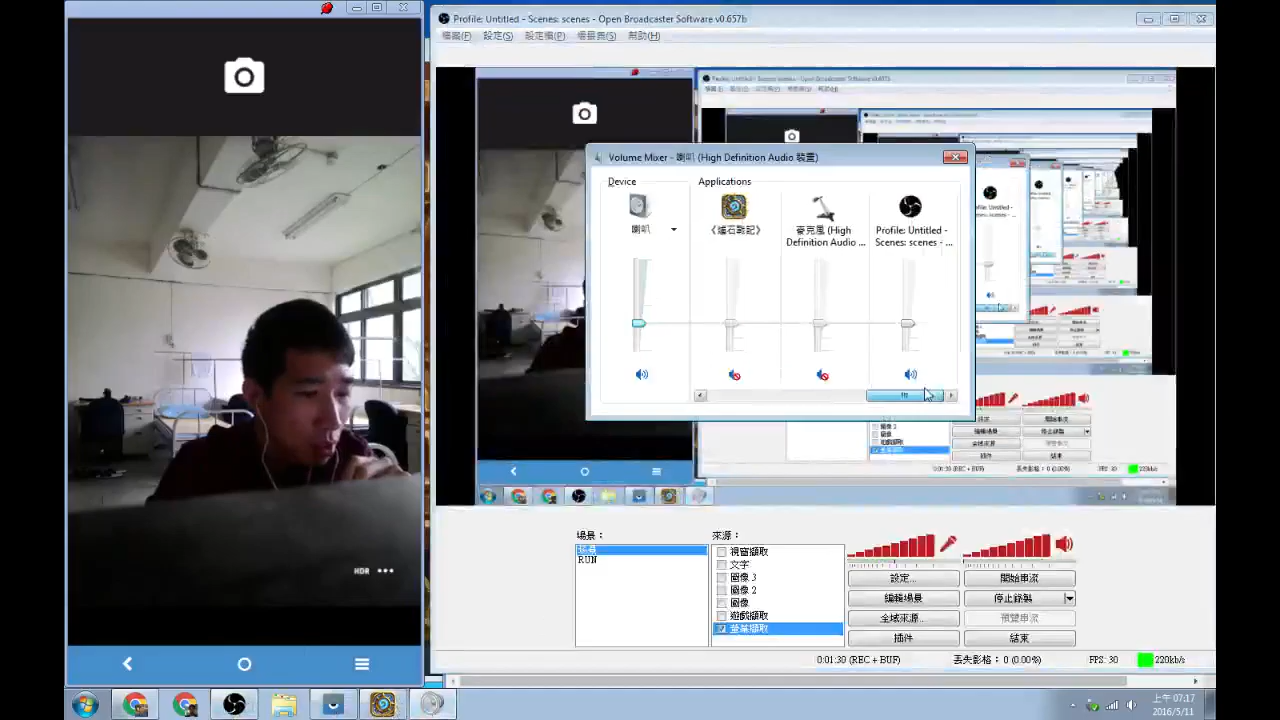 Profile: Untitled - Scenes: scenes - Open Broadcaster Software v0.657b
檔案(F) 設定(S) 設定檔(P) 場景集(S) 幫助(H)
Volume Mixer - 喇叭 (High Definition Audio 裝置)
Device
Applications
喇叭
《爐石戰記》
麥克風 (High
Definition Audio ...
Profile: Untitled -
Scenes: scenes - ...
HDR
場景：
場景
RUN
來源：
視窗擷取
文字
圖像 3
圖像 2
圖像
遊戲擷取
螢幕擷取
設定...
開始串流
編輯場景
停止錄製
全域來源...
預覽串流
插件
結束
0:01:30 (REC + BUF)
丟失影格：0 (0.00%)
FPS: 30
220kb/s
上午 07:17
2016/5/11